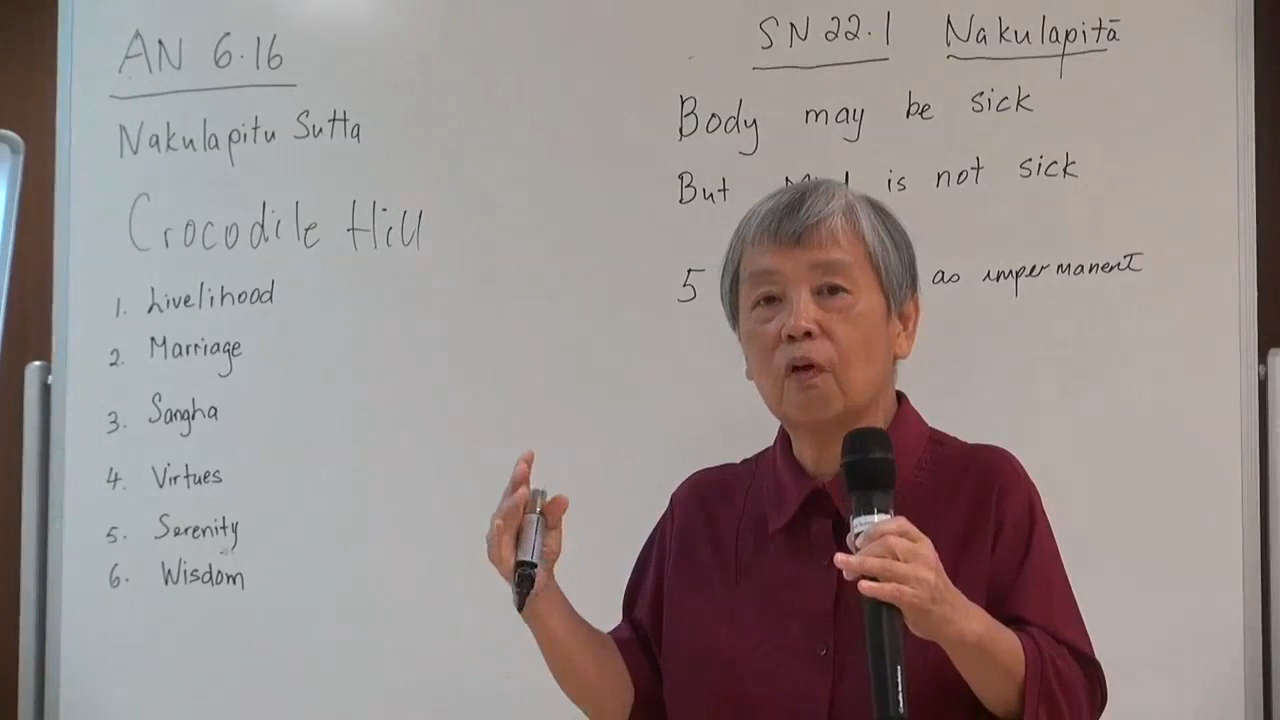 AN 6.16
Nakulapitu Sutta
Crocodile Hill
1. Livelihood
2. Marriage
3. Sangha
4. Virtues
5. Serenity
6. Wisdom
SN 22.1 Nakulapitā
Body may be sick
But is not sick
5 as impermanent